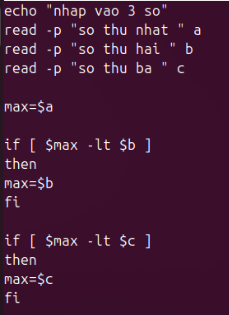 echo "nhap vao 3 so"
read -p "so thu nhat " a
read -p "so thu hai " b
read -p "so thu ba " c
max=$a
if [ $max -lt $b ]
then
max=$b
fi
if [ $max -lt $c ]
then
max=$c
fi